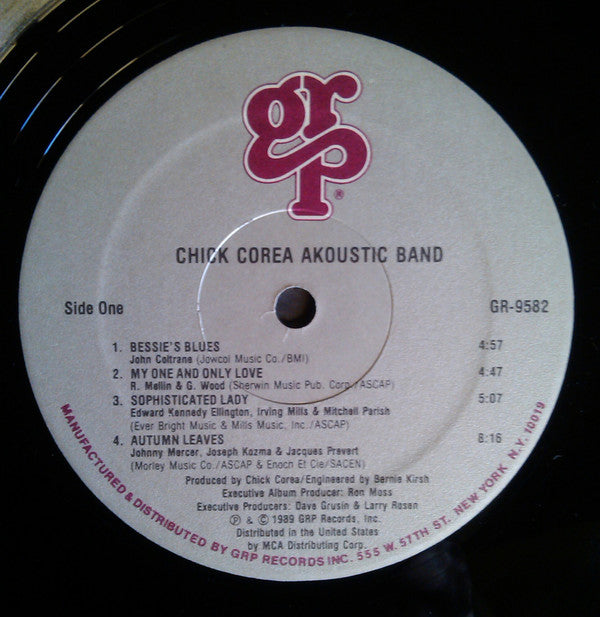 grp®
CHICK COREA AKOUSTIC BAND
Side One GR-9582
1. BESSIE'S BLUES 4:57
John Coltrane (Jowcol Music Co./BMI)
2. MY ONE AND ONLY LOVE 4:47
R. Mellin & G. Wood (Sherwin Music Pub. Corp./ASCAP)
3. SOPHISTICATED LADY 5:07
Edward Kennedy Ellington, Irving Mills & Mitchell Parish
(Ever Bright Music & Mills Music, Inc./ASCAP)
4. AUTUMN LEAVES 8:16
Johnny Mercer, Joseph Kozma & Jacques Prevert
(Morley Music Co./ASCAP & Enoch Et Cie/SACEN)
Produced by Chick Corea/Engineered by Bernie Kirsh
Executive Album Producer: Ron Moss
Executive Producers: Dave Grusin & Larry Rosen
℗ & © 1989 GRP Records, Inc.
Distributed in the United States
by MCA Distributing Corp.
MANUFACTURED & DISTRIBUTED BY GRP RECORDS INC. 555 W. 57TH ST. NEW YORK N.Y. 10019